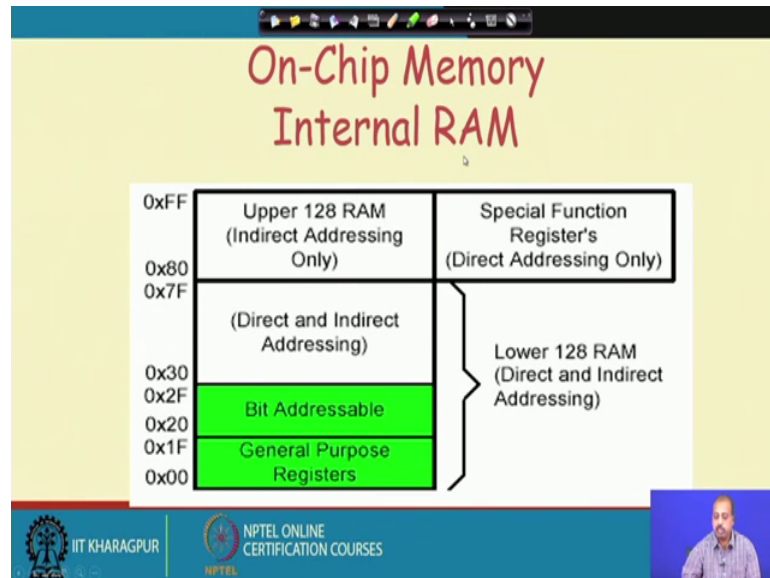 On-Chip Memory
Internal RAM
0xFF
0x80
0x7F
0x30
0x2F
0x20
0x1F
0x00
Upper 128 RAM
(Indirect Addressing
Only)
Special Function
Register's
(Direct Addressing Only)
(Direct and Indirect
Addressing)
Bit Addressable
General Purpose
Registers
Lower 128 RAM
(Direct and Indirect
Addressing)
IIT KHARAGPUR
NPTEL
NPTEL ONLINE
CERTIFICATION COURSES